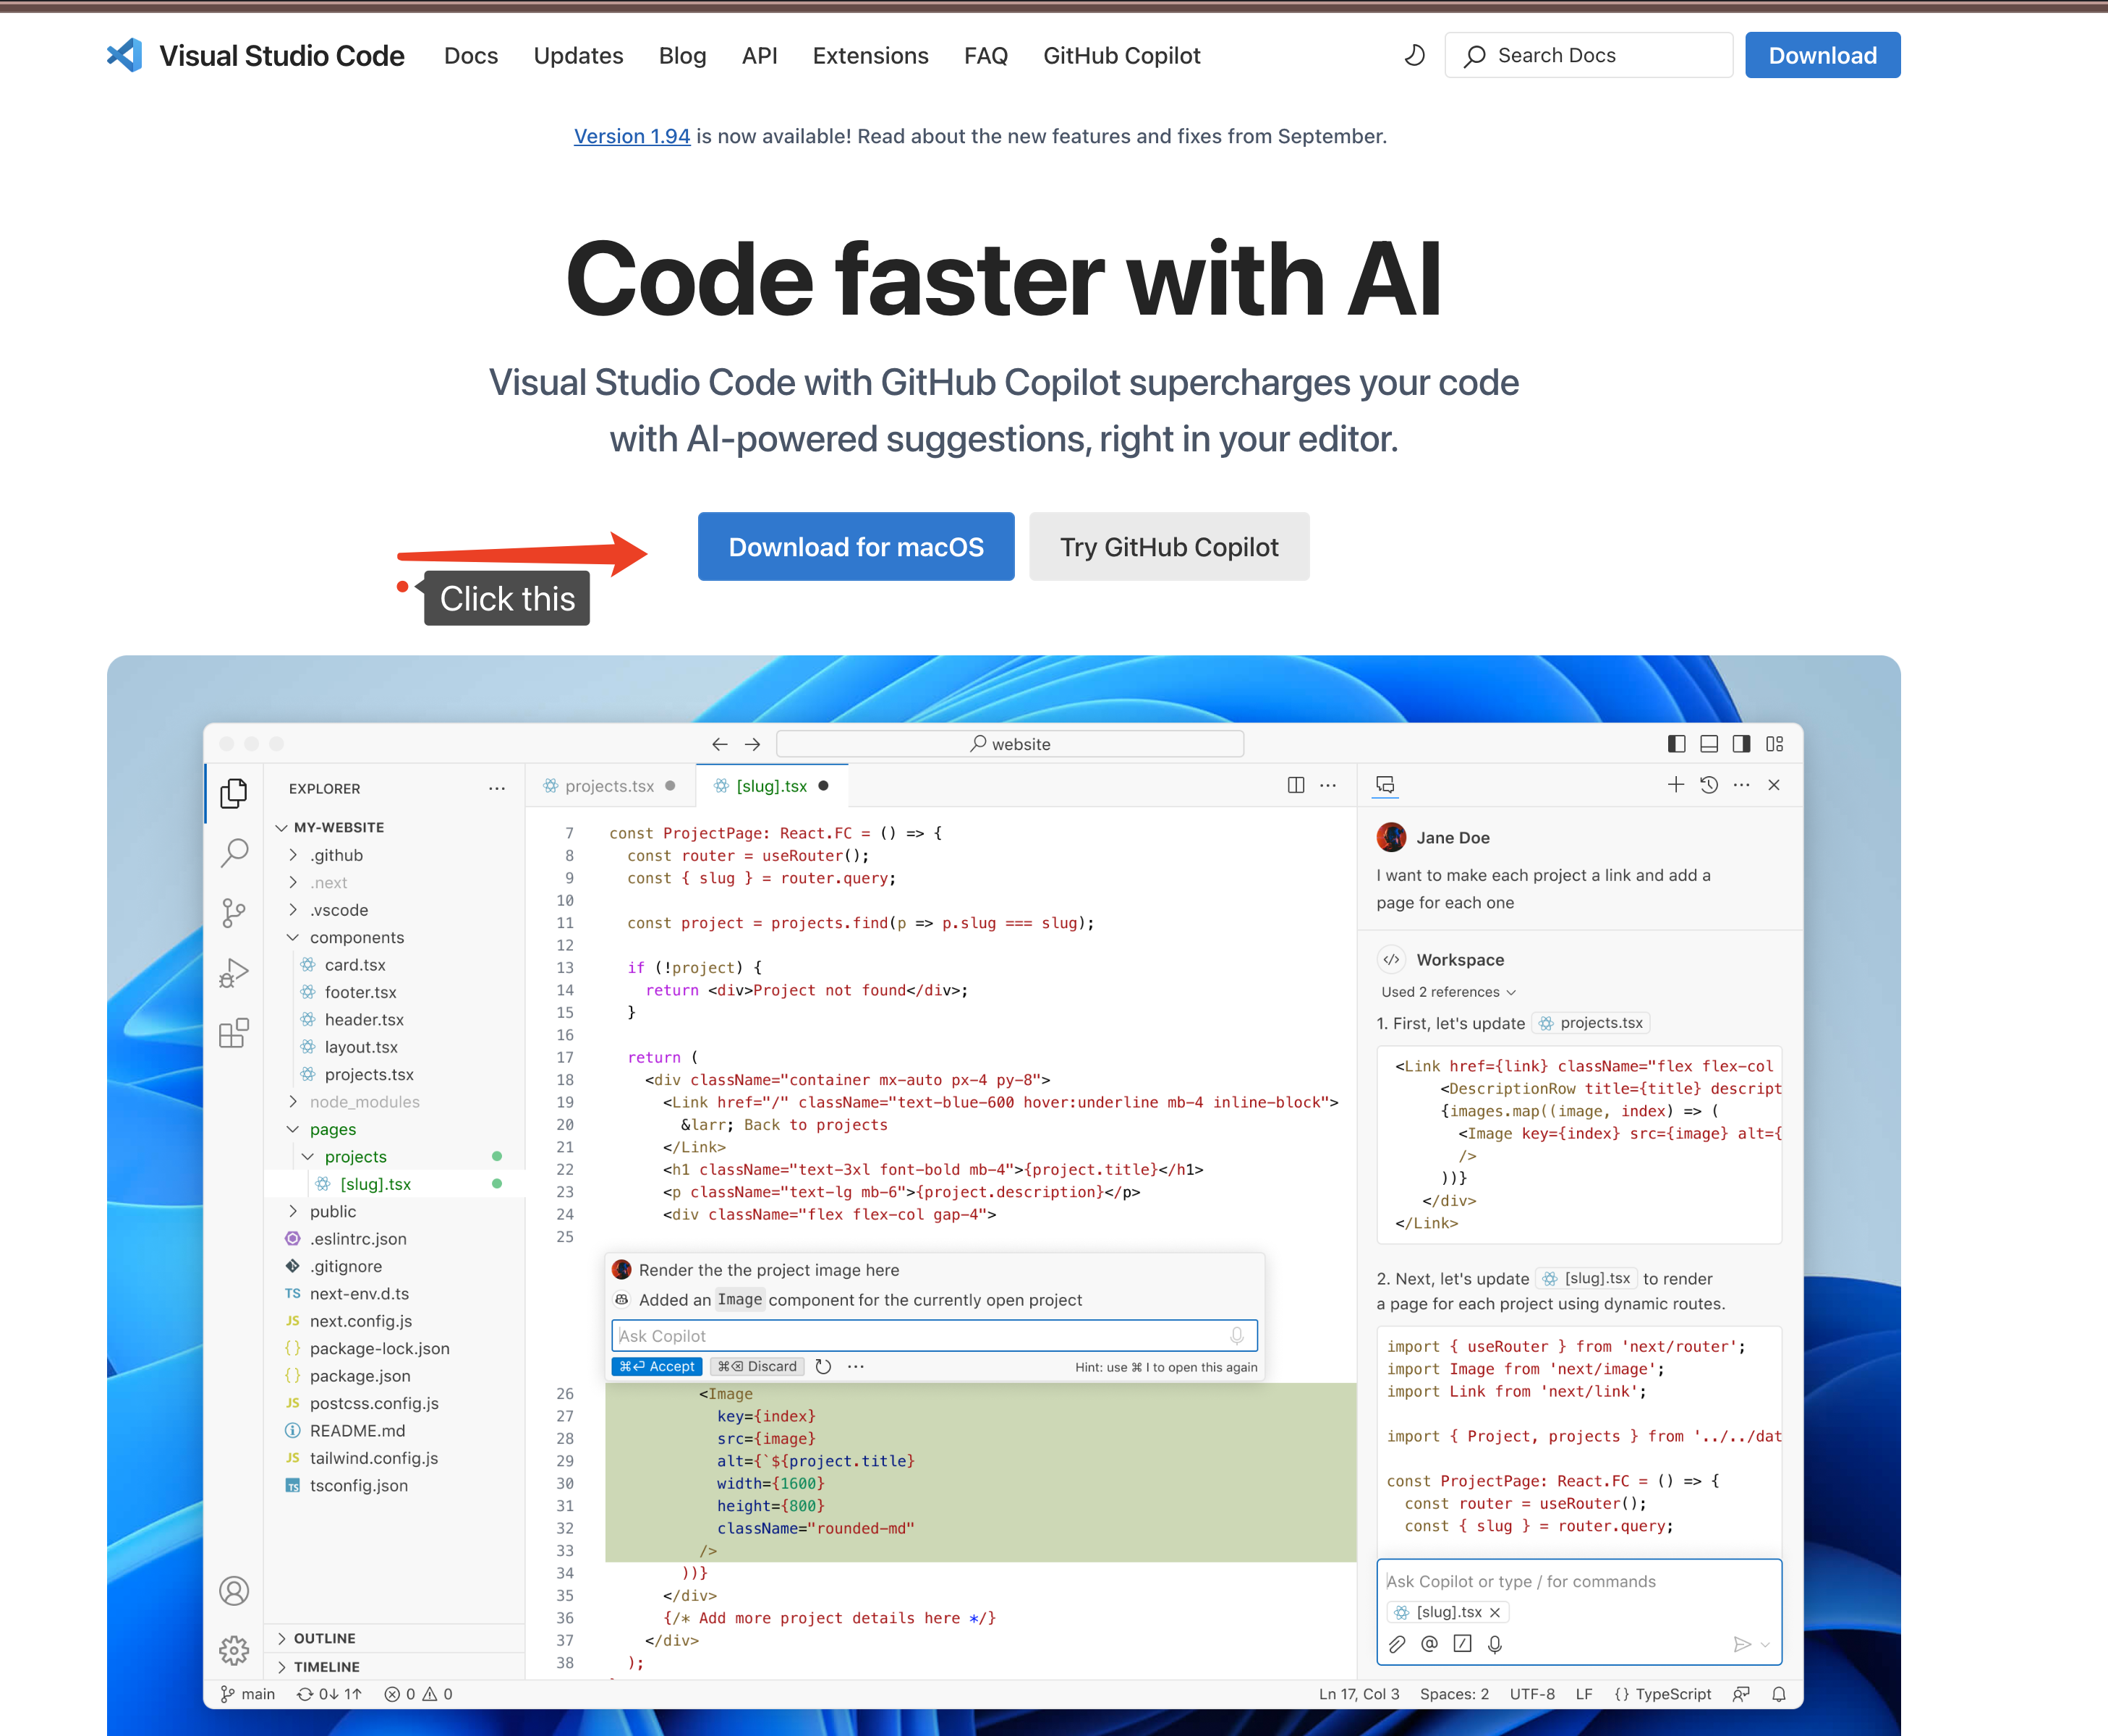 Visual Studio Code Docs Updates Blog API Extensions FAQ GitHub Copilot Search Docs Download
Version 1.94 is now available! Read about the new features and fixes from September.
Code faster with AI
Visual Studio Code with GitHub Copilot supercharges your code
with AI-powered suggestions, right in your editor.
Download for macOS Try GitHub Copilot
Click this
website
EXPLORER
MY-WEBSITE
.github
.next
.vscode
components
card.tsx
footer.tsx
header.tsx
layout.tsx
projects.tsx
node_modules
pages
projects
[slug].tsx
public
.eslintrc.json
.gitignore
TS next-env.d.ts
JS next.config.js
{} package-lock.json
{} package.json
JS postcss.config.js
README.md
JS tailwind.config.js
TS tsconfig.json
OUTLINE
TIMELINE
projects.tsx [slug].tsx
7 const ProjectPage: React.FC = () => {
8 const router = useRouter();
9 const { slug } = router.query;
10
11 const project = projects.find(p => p.slug === slug);
12
13 if (!project) {
14 return <div>Project not found</div>;
15 }
16
17 return (
18 <div className="container mx-auto px-4 py-8">
19 <Link href="/" className="text-blue-600 hover:underline mb-4 inline-block">
20 &larr; Back to projects
21 </Link>
22 <h1 className="text-3xl font-bold mb-4">{project.title}</h1>
23 <p className="text-lg mb-6">{project.description}</p>
24 <div className="flex flex-col gap-4">
25
Render the the project image here
Added an Image component for the currently open project
Ask Copilot
⌘⏎ Accept ⌘⌫ Discard Hint: use ⌘ I to open this again
26 <Image
27 key={index}
28 src={image}
29 alt={`${project.title}
30 width={1600}
31 height={800}
32 className="rounded-md"
33 />
34 ))}
35 </div>
36 {/* Add more project details here */}
37 </div>
38 );
Jane Doe
I want to make each project a link and add a
page for each one
Workspace
Used 2 references
1. First, let's update projects.tsx
<Link href={link} className="flex flex-col
<DescriptionRow title={title} descript
{images.map((image, index) => (
<Image key={index} src={image} alt={
/>
))}
</div>
</Link>
2. Next, let's update [slug].tsx to render
a page for each project using dynamic routes.
import { useRouter } from 'next/router';
import Image from 'next/image';
import Link from 'next/link';
import { Project, projects } from '../../dat
const ProjectPage: React.FC = () => {
const router = useRouter();
const { slug } = router.query;
Ask Copilot or type / for commands
[slug].tsx
main 0↓ 1↑ 0 0 Ln 17, Col 3 Spaces: 2 UTF-8 LF {} TypeScript